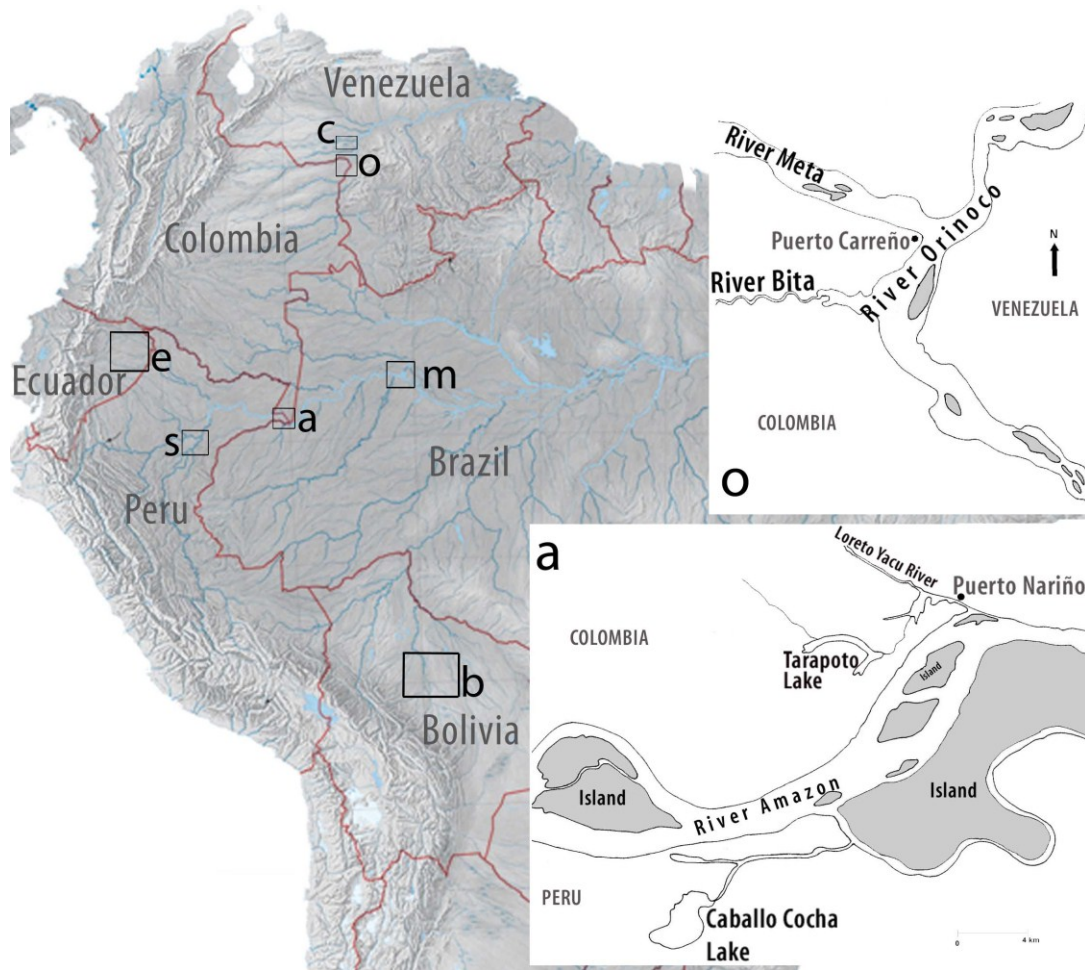 Venezuela
c
o
Colombia
Ecuador
e
m
a
s
Brazil
Peru
b
Bolivia
River Meta
Puerto Carreño
River Bita
River Orinoco
N
VENEZUELA
COLOMBIA
o
a
Loreto Yacu River
Puerto Nariño
COLOMBIA
Tarapoto
Lake
Island
Island
Island
River Amazon
PERU
Caballo Cocha
Lake
0 4 km